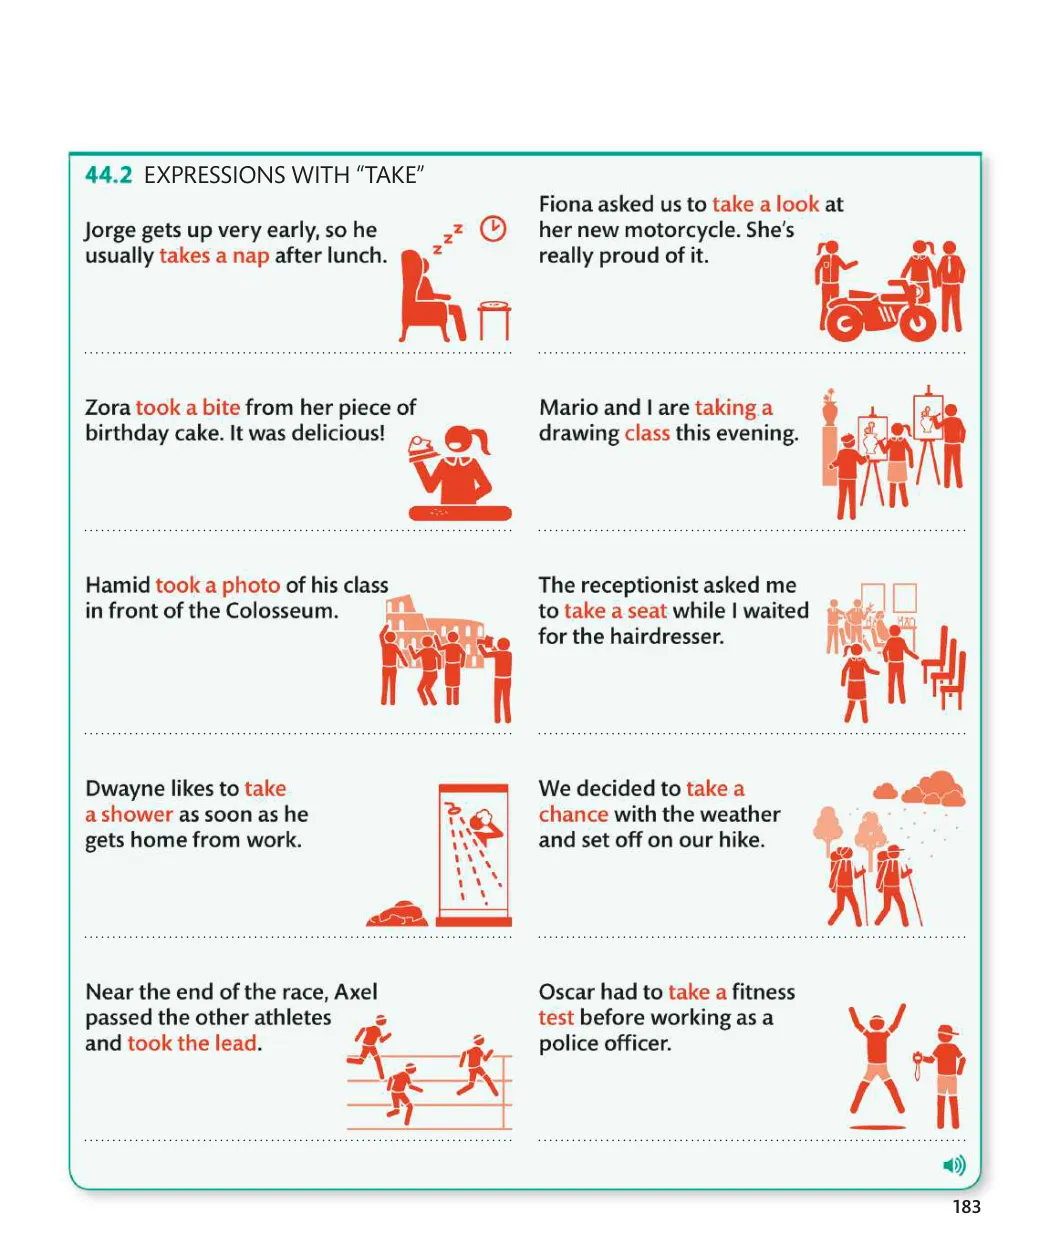 44.2 EXPRESSIONS WITH “TAKE”
Jorge gets up very early, so he
usually takes a nap after lunch.
z z z
Fiona asked us to take a look at
her new motorcycle. She’s
really proud of it.
Zora took a bite from her piece of
birthday cake. It was delicious!
Mario and I are taking a
drawing class this evening.
Hamid took a photo of his class
in front of the Colosseum.
The receptionist asked me
to take a seat while I waited
for the hairdresser.
Dwayne likes to take
a shower as soon as he
gets home from work.
We decided to take a
chance with the weather
and set off on our hike.
Near the end of the race, Axel
passed the other athletes
and took the lead.
Oscar had to take a fitness
test before working as a
police officer.
183